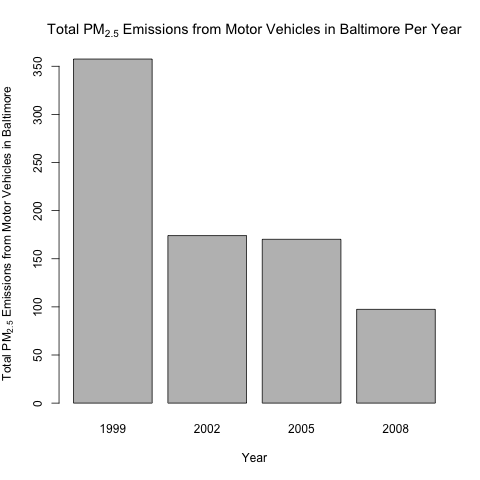 Total PM2.5 Emissions from Motor Vehicles in Baltimore Per Year
Total PM2.5 Emissions from Motor Vehicles in Baltimore
350
300
250
200
150
100
50
0
1999 2002 2005 2008
Year